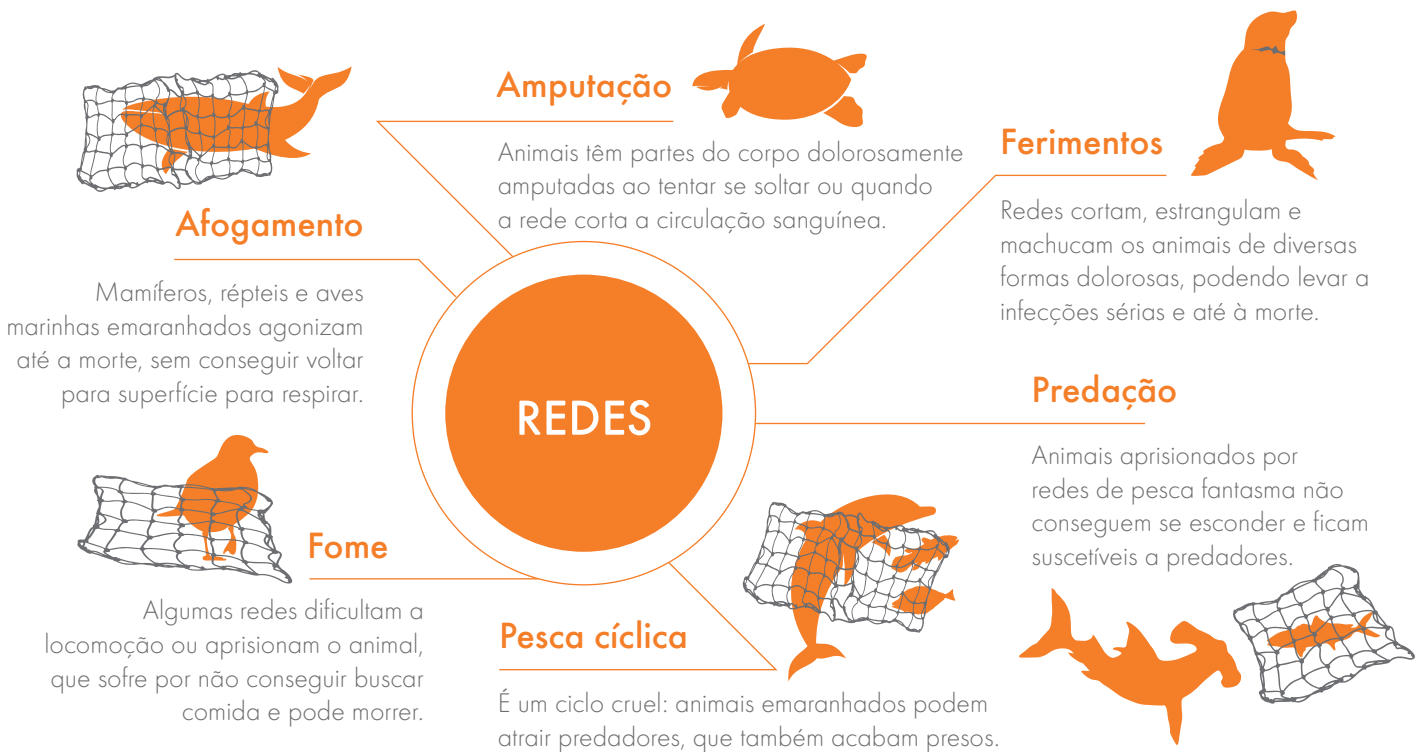 Amputação
Animais têm partes do corpo dolorosamente
amputadas ao tentar se soltar ou quando
a rede corta a circulação sanguínea.
Ferimentos
Redes cortam, estrangulam e
machucam os animais de diversas
formas dolorosas, podendo levar a
infecções sérias e até à morte.
Afogamento
Mamíferos, répteis e aves
marinhas emaranhados agonizam
até a morte, sem conseguir voltar
para superfície para respirar.
REDES
Predação
Animais aprisionados por
redes de pesca fantasma não
conseguem se esconder e ficam
suscetíveis a predadores.
Fome
Algumas redes dificultam a
locomoção ou aprisionam o animal,
que sofre por não conseguir buscar
comida e pode morrer.
Pesca cíclica
É um ciclo cruel: animais emaranhados podem
atrair predadores, que também acabam presos.